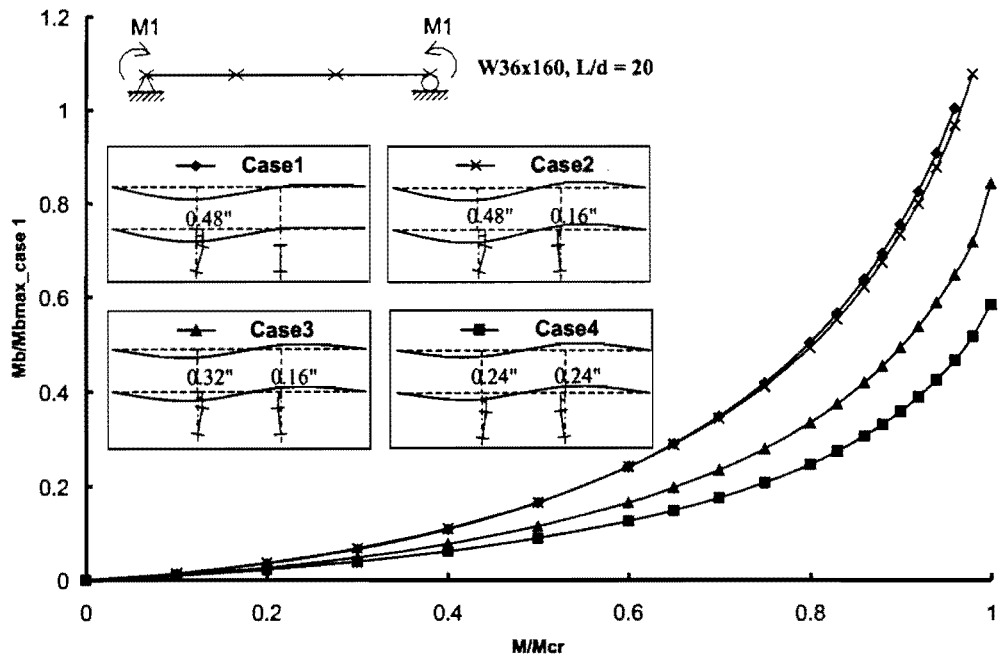 1.2
1
0.8
0.6
0.4
0.2
0
Mb/Mbmax_case 1
M1
M1
W36x160, L/d = 20
Case1
0.48"
Case2
0.48"
0.16"
Case3
0.32"
0.16"
Case4
0.24"
0.24"
0
0.2
0.4
0.6
0.8
1
M/Mcr